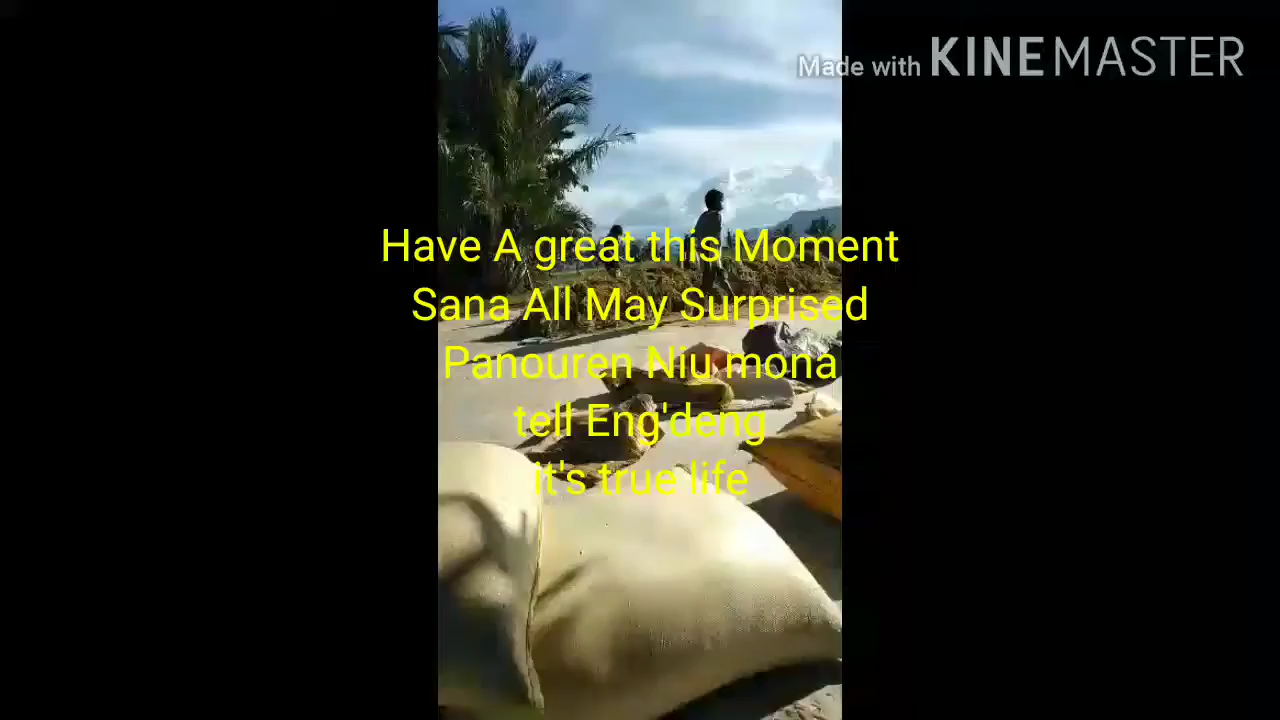 Made with KINEMASTER
Have A great this Moment
Sana All May Surprised
Panouren Niu mona
tell Eng'deng
it's true life